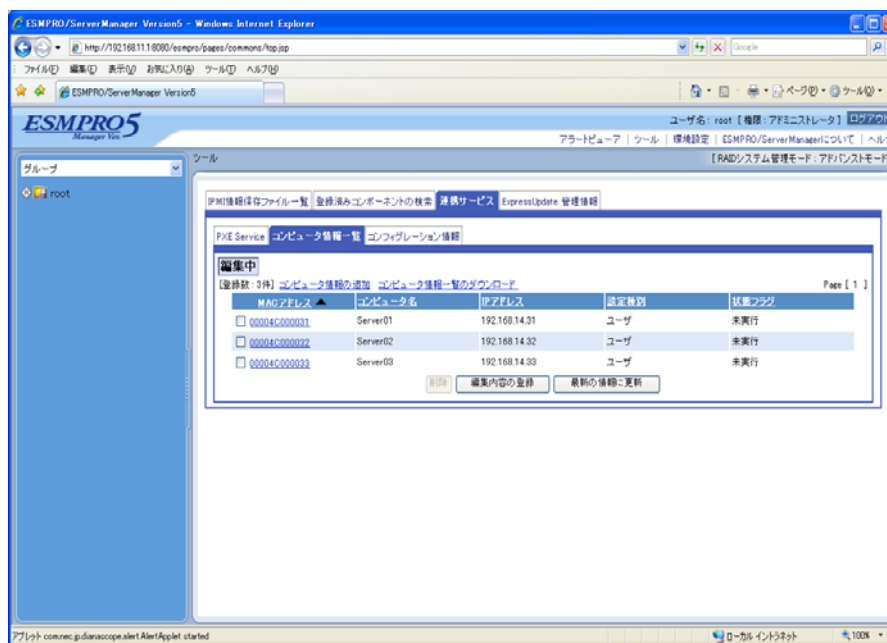 ESMPRO/ServerManager Version5 - Windows Internet Explorer
http://192.168.11.1:8080/esmpro/pages/commons/top.jsp
Google
ファイル(F) 編集(E) 表示(V) お気に入り(A) ツール(T) ヘルプ(H)
ESMPRO/ServerManager Version5
ページ(P) ツール(O)
ESMPRO5
Manager Ver.
ユーザ名: root [ 権限 : アドミニストレータ ] ログアウ
アラートビューア | ツール | 環境設定 | ESMPRO/ServerManagerについて | ヘル
グループ
ツール
[ RAIDシステム管理モード : アドバンストモード
root
IPMI情報保存ファイル一覧 登録済みコンポーネントの検索 連携サービス ExpressUpdate 管理情報
PXE Service コンピュータ情報一覧 コンフィグレーション情報
編集中
[登録数 : 3件] コンピュータ情報の追加 コンピュータ情報一覧のダウンロード Page [ 1 ]
MACアドレス ▲ コンピュータ名 IPアドレス 設定種別 状態フラグ
00004C000031 Server01 192.168.14.31 ユーザ 未実行
00004C000032 Server02 192.168.14.32 ユーザ 未実行
00004C000033 Server03 192.168.14.33 ユーザ 未実行
削除 編集内容の登録 最新の情報に更新
アプレット com.nec.jp.dianascope.alert.AlertApplet started
ローカル イントラネット 100%